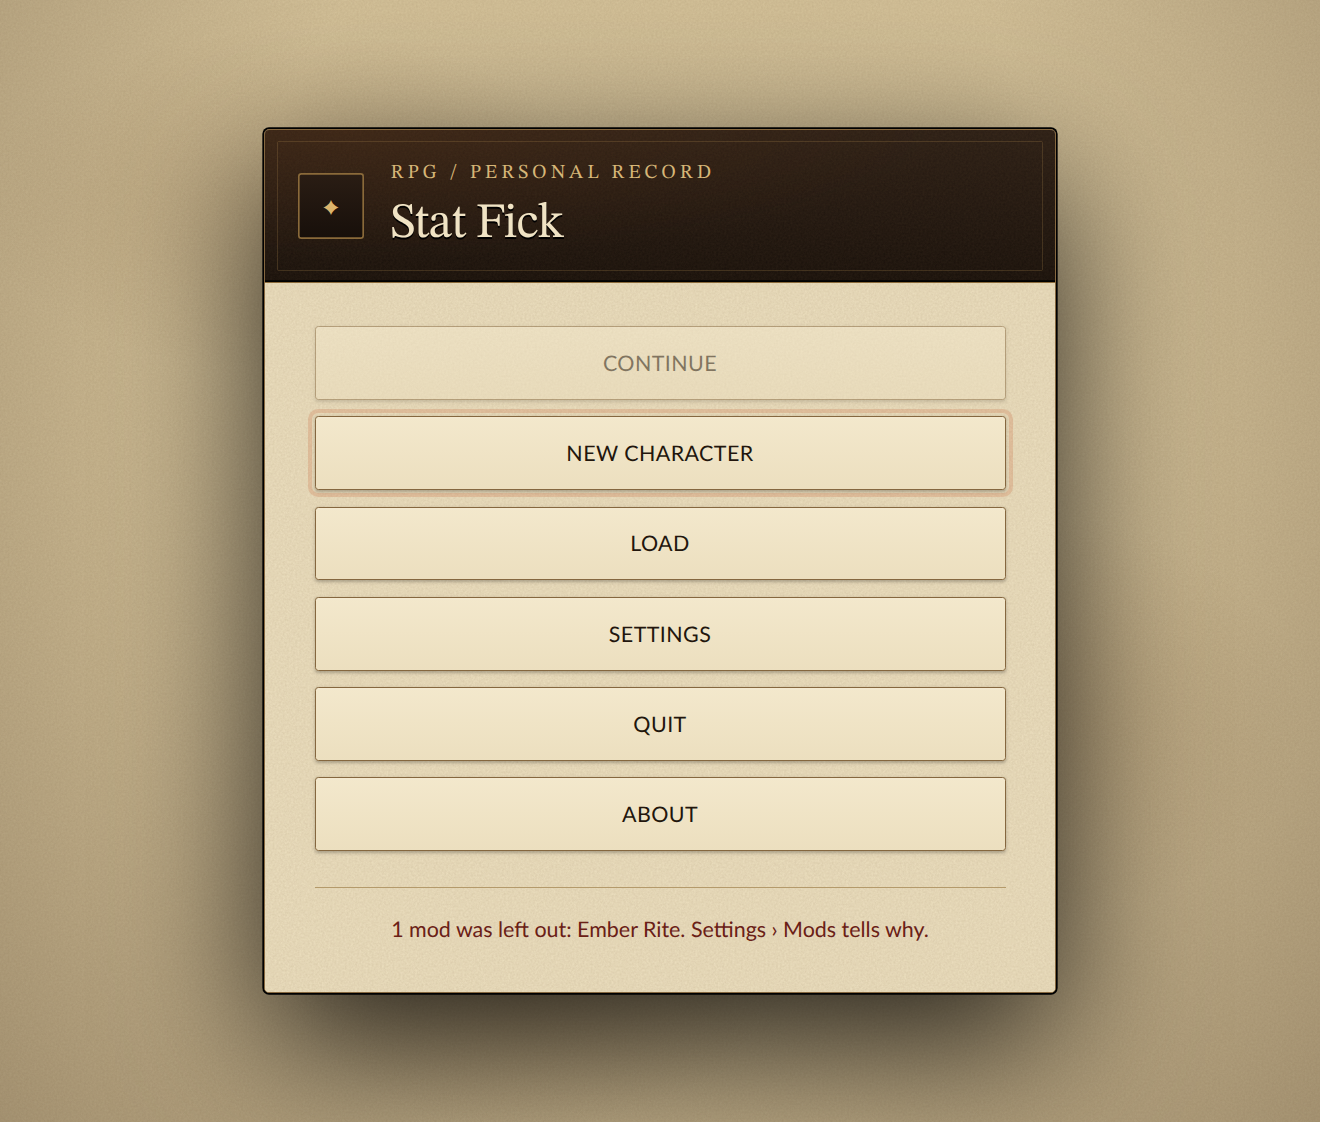 RPG / PERSONAL RECORD
Stat Fick
CONTINUE
NEW CHARACTER
LOAD
SETTINGS
QUIT
ABOUT
1 mod was left out: Ember Rite. Settings › Mods tells why.